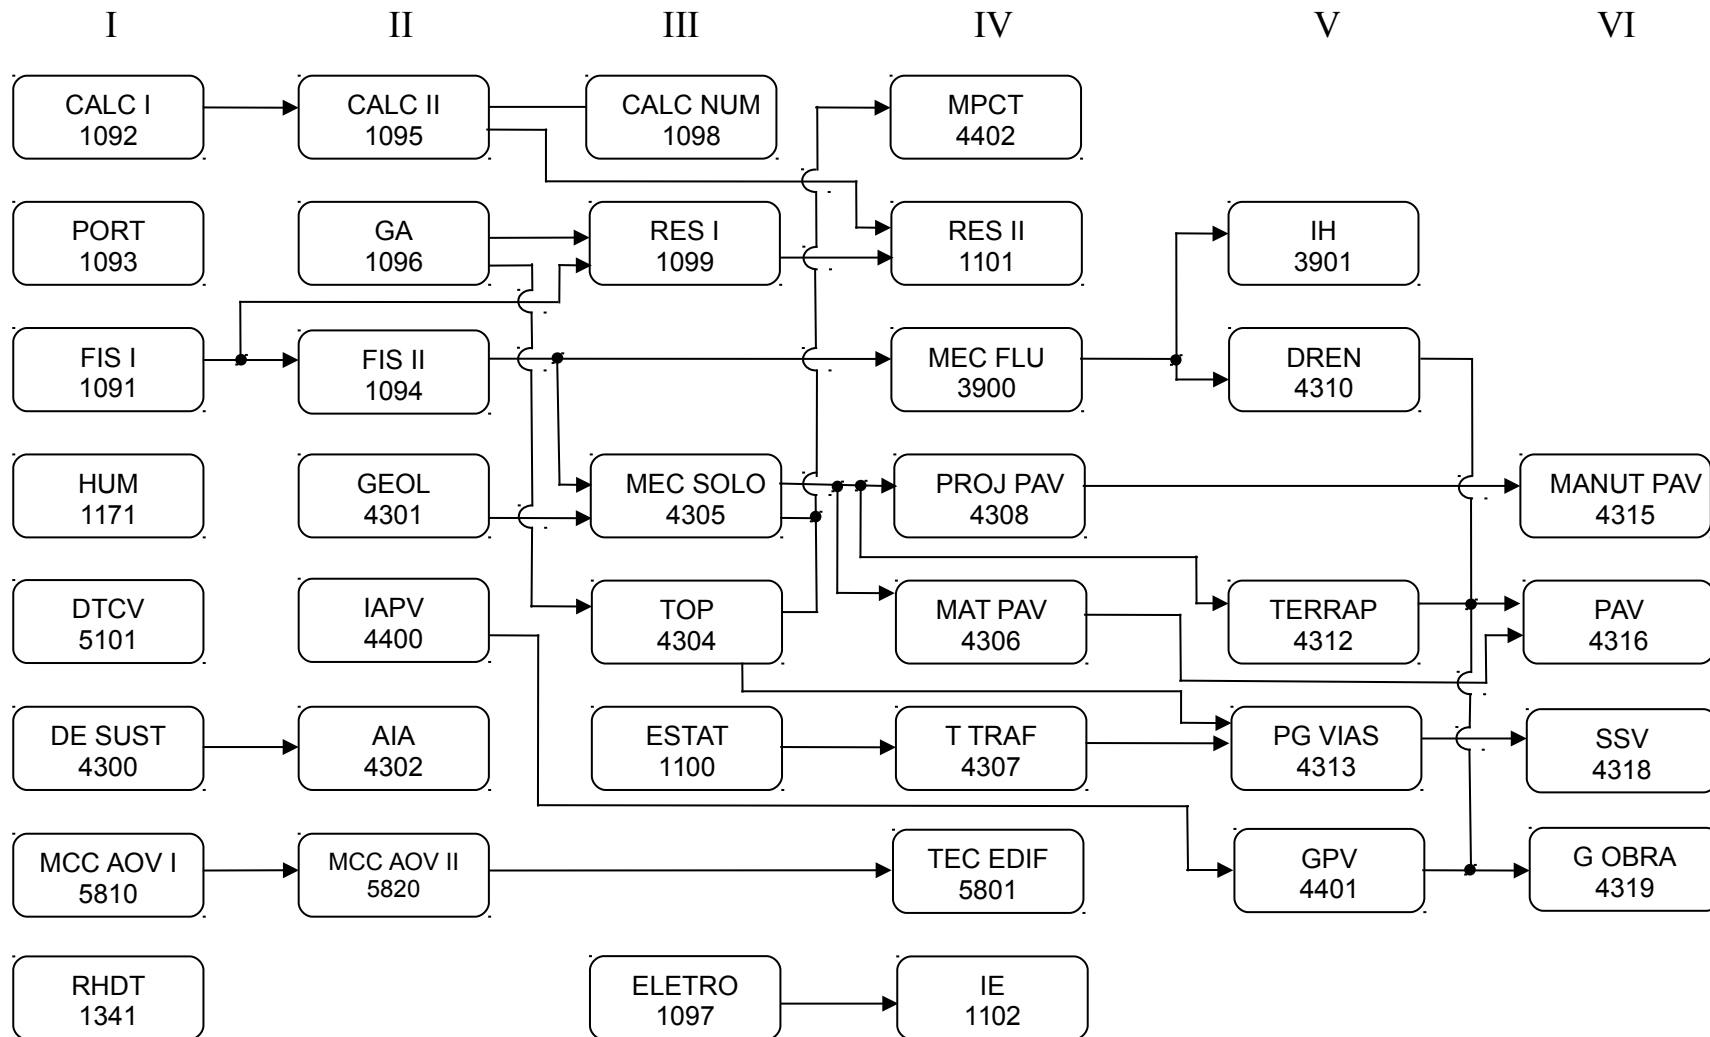 I II III IV V VI
CALC I
1092
CALC II
1095
CALC NUM
1098
MPCT
4402
PORT
1093
GA
1096
RES I
1099
RES II
1101
IH
3901
FIS I
1091
FIS II
1094
MEC FLU
3900
DREN
4310
HUM
1171
GEOL
4301
MEC SOLO
4305
PROJ PAV
4308
MANUT PAV
4315
DTCV
5101
IAPV
4400
TOP
4304
MAT PAV
4306
TERRAP
4312
PAV
4316
DE SUST
4300
AIA
4302
ESTAT
1100
T TRAF
4307
PG VIAS
4313
SSV
4318
MCC AOV I
5810
MCC AOV II
5820
TEC EDIF
5801
GPV
4401
G OBRA
4319
RHDT
1341
ELETRO
1097
IE
1102